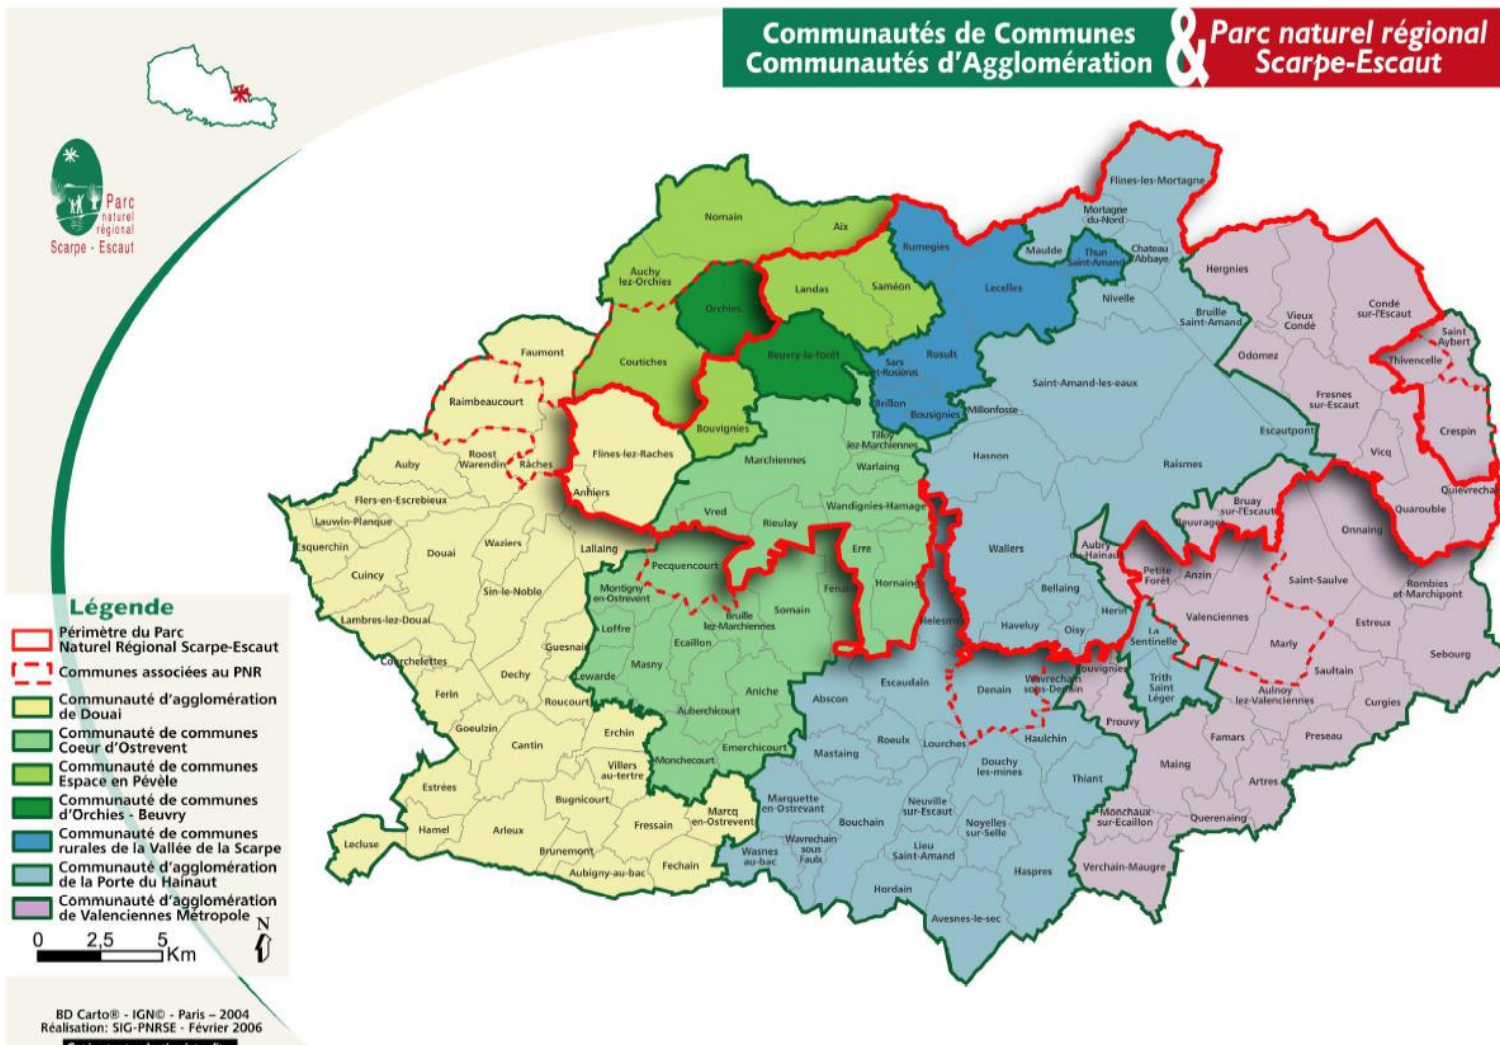 Communautés de Communes
Communautés d'Agglomération
&
Parc naturel régional
Scarpe-Escaut
Parc
naturel
régional
Scarpe - Escaut
Flines-les-Mortagne
Mortagne
du-Nord
Nomain
Aix
Rumegies
Maulde
Thun
Saint-Amand
Chateau
Hergnies
Auchy
lez-Orchies
Landas
Saméon
Lecelles
Nivelle
Orchies
Bruille
Saint-Amand
Vieux
Condé
Condé
sur-l'Escaut
Saint
Aybert
Faumont
Coutiches
Beuvry-la-forêt
Sars
et-Rosières
Rosult
Odomez
Thivencelle
Raimbeaucourt
Saint-Amand-les-eaux
Fresnes
sur-Escaut
Brillon
Bousignies
Millonfosse
Bouvignies
Escautpont
Crespin
Tilloy
lez-Marchiennes
Auby
Roost
Warendin
Râches
Flines-lez-Raches
Marchiennes
Warlaing
Hasnon
Raismes
Vicq
Anhiers
Flers-en-Escrebieux
Vred
Wandignies-Hamage
Bruay
sur-l'Escaut
Quarouble
Lauwin-Planque
Rieulay
Onnaing
Esquerchin
Douai
Waziers
Lallaing
Erre
Wallers
Aubry
Cuincy
Pecquencourt
Petite
Forêt
Anzin
Saint-Saulve
Rombies
et-Marchipont
Sin-le-Noble
Montigny
en-Ostrevent
Hornaing
Bellaing
Lambres-lez-Douai
Bruille
lez-Marchiennes
Somain
Herin
Valenciennes
Estreux
Loffre
Haveluy
Oisy
La
Sentinelle
Marly
Guesnain
Ecaillon
Sebourg
Courchelettes
Masny
Lewarde
Dechy
Escaudain
Saultain
Ferin
Aniche
Abscon
Denain
Trith
Saint
Léger
Aulnoy
lez-Valenciennes
Roucourt
Auberchicourt
Curgies
Goeulzin
Erchin
Prouvy
Cantin
Emerchicourt
Mastaing
Roeulx
Lourches
Haulchin
Famars
Preseau
Monchecourt
Villers
au-tertre
Douchy
les-mines
Maing
Thiant
Artres
Estrées
Bugnicourt
Marquette
en-Ostrevant
Neuville
sur-Escaut
Marcq
en-Ostrevent
Monchaux
sur-Ecaillon
Querenaing
Hamel
Arleux
Fressain
Bouchain
Noyelles
sur-Selle
Lecluse
Brunemont
Wasnes
au-bac
Wavrechain
sous
Faulx
Lieu
Saint-Amand
Aubigny-au-bac
Fechain
Haspres
Verchain-Maugre
Hordain
Avesnes-le-sec
Légende
Périmètre du Parc
Naturel Régional Scarpe-Escaut
Communes associées au PNR
Communauté d'agglomération
de Douai
Communauté de communes
Coeur d'Ostrevent
Communauté de communes
Espace en Pévèle
Communauté de communes
d'Orchies - Beuvry
Communauté de communes
rurales de la Vallée de la Scarpe
Communauté d'agglomération
de la Porte du Hainaut
Communauté d'agglomération
de Valenciennes Métropole
N
0 2,5 5
Km
BD Carto® - IGN© - Paris – 2004
Réalisation: SIG-PNRSE - Février 2006